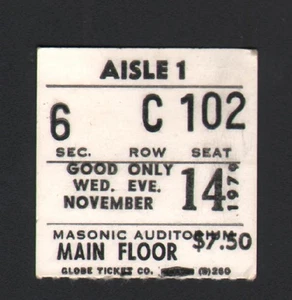 AISLE 1
6 C 102
SEC. ROW SEAT
GOOD ONLY
WED. EVE.
NOVEMBER 14 1979
MASONIC AUDITORIUM
MAIN FLOOR $7.50
GLOBE TICKET CO. 260